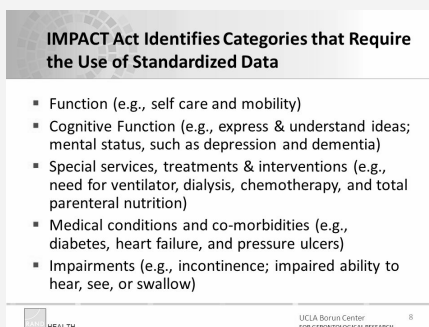 IMPACT Act Identifies Categories that Require
the Use of Standardized Data
▪ Function (e.g., self care and mobility)
▪ Cognitive Function (e.g., express & understand ideas;
mental status, such as depression and dementia)
▪ Special services, treatments & interventions (e.g.,
need for ventilator, dialysis, chemotherapy, and total
parenteral nutrition)
▪ Medical conditions and co-morbidities (e.g.,
diabetes, heart failure, and pressure ulcers)
▪ Impairments (e.g., incontinence; impaired ability to
hear, see, or swallow)
HEALTH
UCLA Borun Center
FOR GERONTOLOGICAL RESEARCH
8